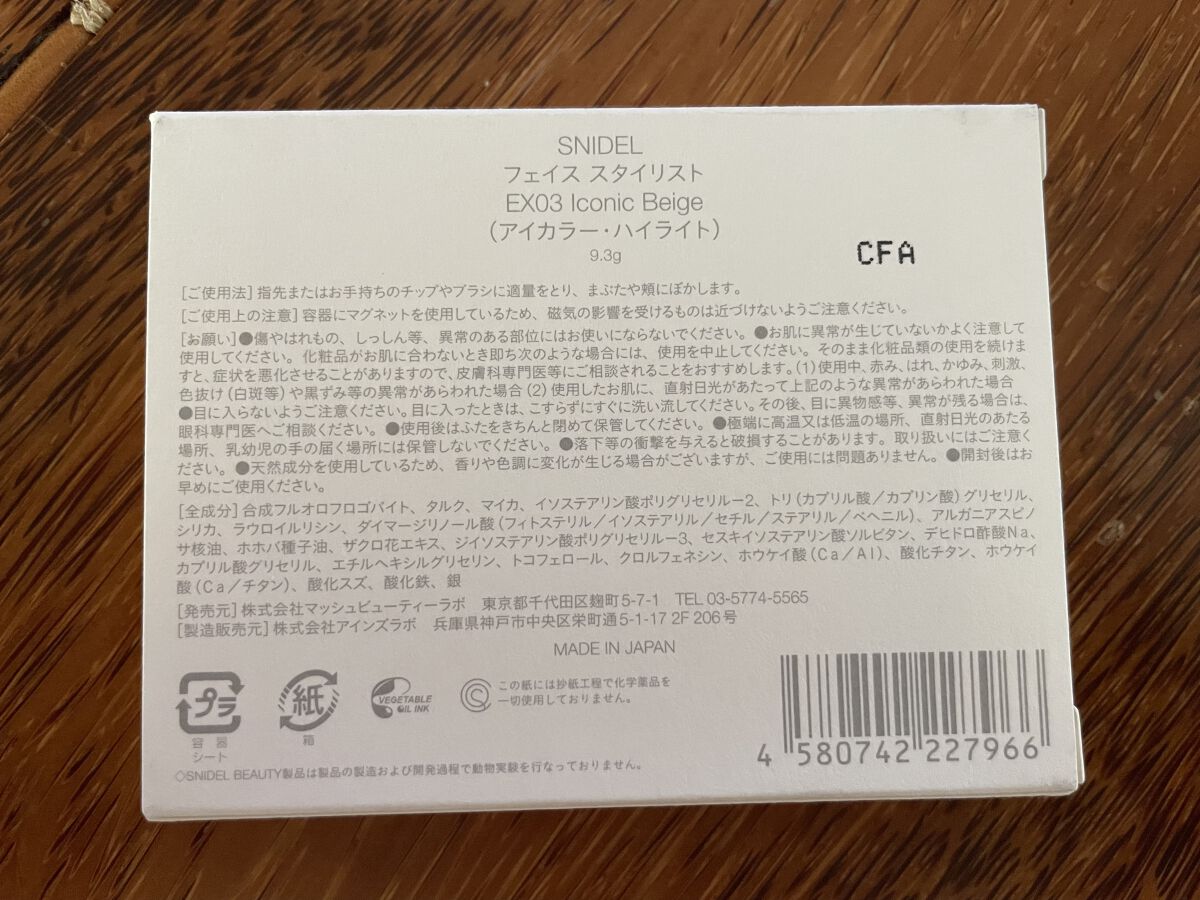 SNIDEL
フェイス スタイリスト
EX03 Iconic Beige
（アイカラー・ハイライト）
9.3g
CFA
［ご使用法］指先またはお手持ちのチップやブラシに適量をとり、まぶたや頬にぼかします。
［ご使用上の注意］容器にマグネットを使用しているため、磁気の影響を受けるものは近づけないようご注意ください。
［お願い］●傷やはれもの、しっしん等、異常のある部位にはお使いにならないでください。●お肌に異常が生じていないかよく注意して
使用してください。化粧品がお肌に合わないとき即ち次のような場合には、使用を中止してください。そのまま化粧品類の使用を続けま
すと、症状を悪化させることがありますので、皮膚科専門医等にご相談されることをおすすめします。(1)使用中、赤み、はれ、かゆみ、刺激、
色抜け（白斑等）や黒ずみ等の異常があらわれた場合(2)使用したお肌に、直射日光があたって上記のような異常があらわれた場合
●目に入らないようご注意ください。目に入ったときは、こすらずにすぐに洗い流してください。その後、目に異物感等、異常が残る場合は、
眼科専門医へご相談ください。●使用後はふたをきちんと閉めて保管してください。●極端に高温又は低温の場所、直射日光のあたる
場所、乳幼児の手の届く場所には保管しないでください。●落下等の衝撃を与えると破損することがあります。取り扱いにはご注意く
ださい。●天然成分を使用しているため、香りや色調に変化が生じる場合がございますが、ご使用には問題ありません。●開封後はお
早めにご使用ください。
［全成分］合成フルオロフロゴパイト、タルク、マイカ、イソステアリン酸ポリグリセリル－2、トリ（カプリル酸／カプリン酸）グリセリル、
シリカ、ラウロイルリシン、ダイマージリノール酸（フィトステリル／イソステアリル／セチル／ステアリル／ベヘニル）、アルガニアスピノ
サ核油、ホホバ種子油、ザクロ花エキス、ジイソステアリン酸ポリグリセリル－3、セスキイソステアリン酸ソルビタン、デヒドロ酢酸Na、
カプリル酸グリセリル、エチルヘキシルグリセリン、トコフェロール、クロルフェネシン、ホウケイ酸（Ca／Al）、酸化チタン、ホウケイ
酸（Ca／チタン）、酸化スズ、酸化鉄、銀
［発売元］株式会社マッシュビューティーラボ 東京都千代田区麹町5-7-1 TEL 03-5774-5565
［製造販売元］株式会社アインズラボ 兵庫県神戸市中央区栄町通5-1-17 2F 206号
MADE IN JAPAN
プラ
容器
シート
紙
箱
VEGETABLE
OIL INK
この紙には抄紙工程で化学薬品を
一切使用しておりません。
4 580742 227966
◇SNIDEL BEAUTY製品は製品の製造および開発過程で動物実験を行なっておりません。